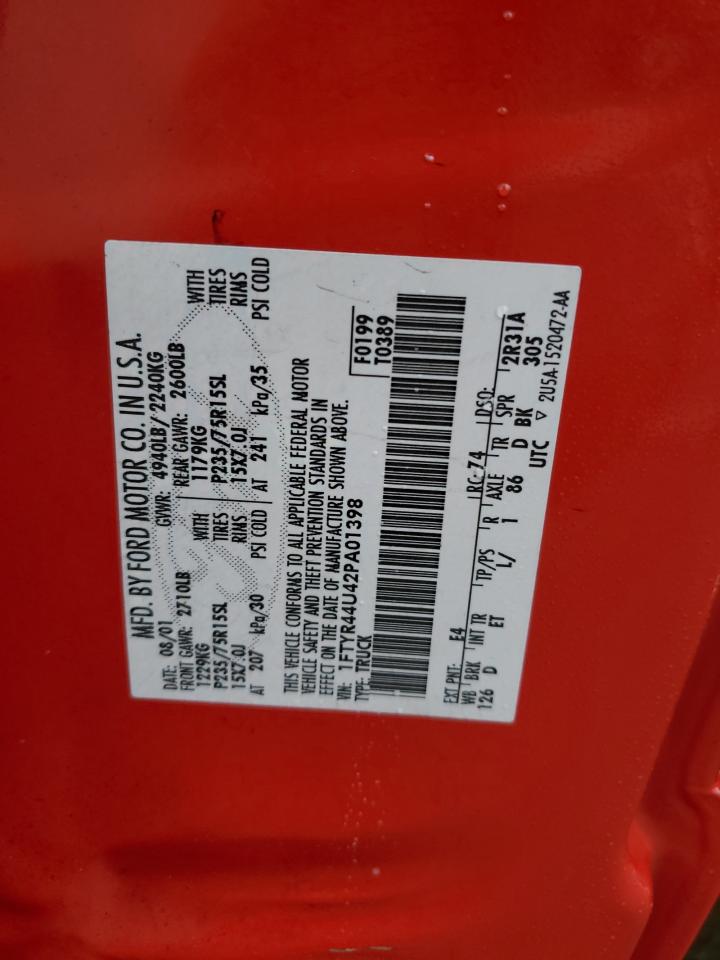 MFD. BY FORD MOTOR CO. IN U.S.A.
DATE: 08/01 GVWR: 4940LB/2240KG
FRONT GAWR: 2710LB REAR GAWR: 2600LB
1229KG WITH 1179KG WITH
P235/75R15SL TIRES P235/75R15SL TIRES
15X7.0J RIMS 15X7.0J RIMS
AT 207 kPa/30 PSI COLD AT 241 kPa/35 PSI COLD
THIS VEHICLE CONFORMS TO ALL APPLICABLE FEDERAL MOTOR
VEHICLE SAFETY AND THEFT PREVENTION STANDARDS IN
EFFECT ON THE DATE OF MANUFACTURE SHOWN ABOVE.
VIN: 1FTYR44U42PA01398
TYPE: TRUCK
F0199
T0389
EXT PNT: E4 RC:74 DSO:
WB BRK INT TR TP/PS R AXLE TR SPR 2R31A
126 D ET L/ 1 86 D BK 305
UTC ▽ 2U5A-1520472-AA